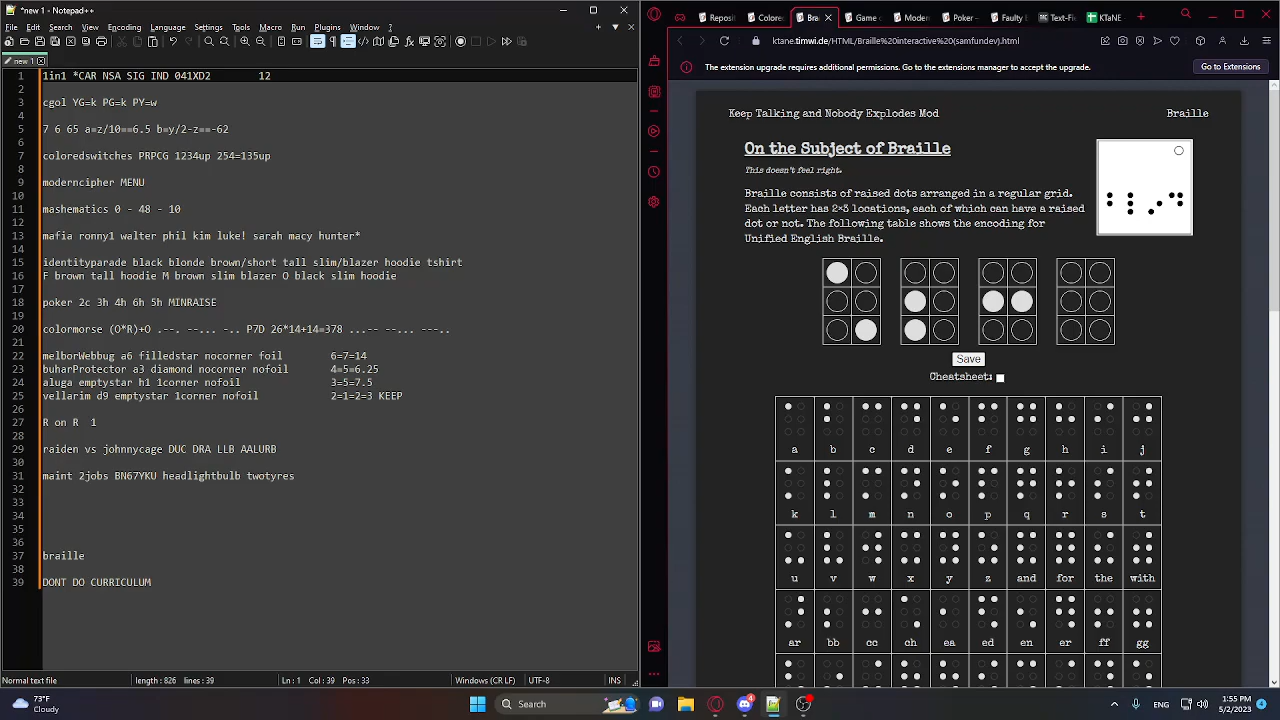 *new 1 - Notepad++
File Edit Search View Encoding Language Settings Tools Macro Run Plugins Window ?
new 1
1 1in1 *CAR NSA SIG IND 041XD2 12
2
3 cgol YG=k PG=k PY=w
4
5 7 6 65 a=z/10==6.5 b=y/2-z==-62
6
7 coloredswitches PRPCG 1234up 254-135up
8
9 moderncipher MENU
10
11 mashematics 0 - 48 - 10
12
13 mafia ronny1 walter phil kim luke! sarah macy hunter*
14
15 identityparade black blonde brown/short tall slim/blazer hoodie tshirt
16 F brown tall hoodie M brown slim blazer O black slim hoodie
17
18 poker 2c 3h 4h 6h 5h MINRAISE
19
20 colormorse (O*R)+O .--. --... -.. P7D 26*14+14=378 ...-- --... ---..
21
22 melborWebbug a6 filledstar nocorner foil 6=7=14
23 buharProtector a3 diamond nocorner nofoil 4=5=6.25
24 aluga emptystar h1 1corner nofoil 3=5=7.5
25 vellarim d9 emptystar 1corner nofoil 2=1=2=3 KEEP
26
27 R on R 1
28
29 raiden vs johnnycage DUC DRA LLB AALURB
30
31 maint 2jobs BN67YKU headlightbulb twotyres
32
33
34
35
36
37 braille
38
39 DONT DO CURRICULUM
Normal text file length: 826 lines: 39 Ln: 1 Col: 39 Pos: 33 Windows (CR LF) UTF-8 INS
Reposit Colored Bra Game o Modern Poker - Faulty B Text-Fi KTaNE
ktane.timwi.de/HTML/Braille%20interactive%20(samfundev).html
The extension upgrade requires additional permissions. Go to the extensions manager to accept the upgrade.
Go to Extensions
Keep Talking and Nobody Explodes Mod
Braille
On the Subject of Braille
This doesn't feel right.
Braille consists of raised dots arranged in a regular grid.
Each letter has 2×3 locations, each of which can have a raised
dot or not. The following table shows the encoding for
Unified English Braille.
Save
Cheatsheet:
a b c d e f g h i j
k l m n o p q r s t
u v w x y z and for the with
ar bb cc ch ea ed en er ff gg
73°F
Cloudy
Search
4
1:55 PM
5/2/2023
4